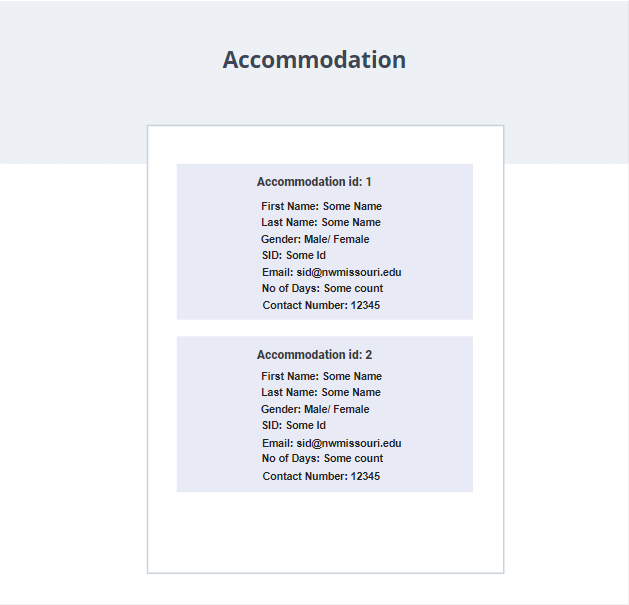 Accommodation
Accommodation id: 1
First Name: Some Name
Last Name: Some Name
Gender: Male/ Female
SID: Some Id
Email: sid@nwmissouri.edu
No of Days: Some count
Contact Number: 12345
Accommodation id: 2
First Name: Some Name
Last Name: Some Name
Gender: Male/ Female
SID: Some Id
Email: sid@nwmissouri.edu
No of Days: Some count
Contact Number: 12345